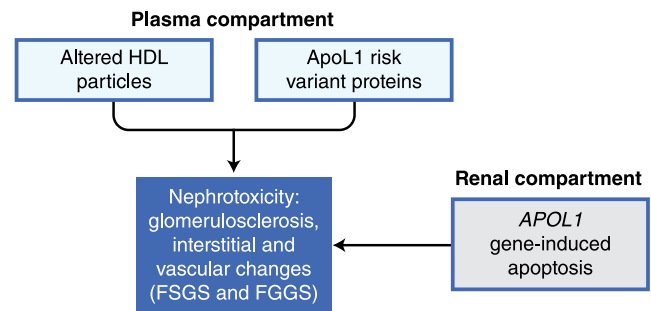 Plasma compartment
Altered HDL
particles
ApoL1 risk
variant proteins
Nephrotoxicity:
glomerulosclerosis,
interstitial and
vascular changes
(FSGS and FGGS)
Renal compartment
APOL1
gene-induced
apoptosis